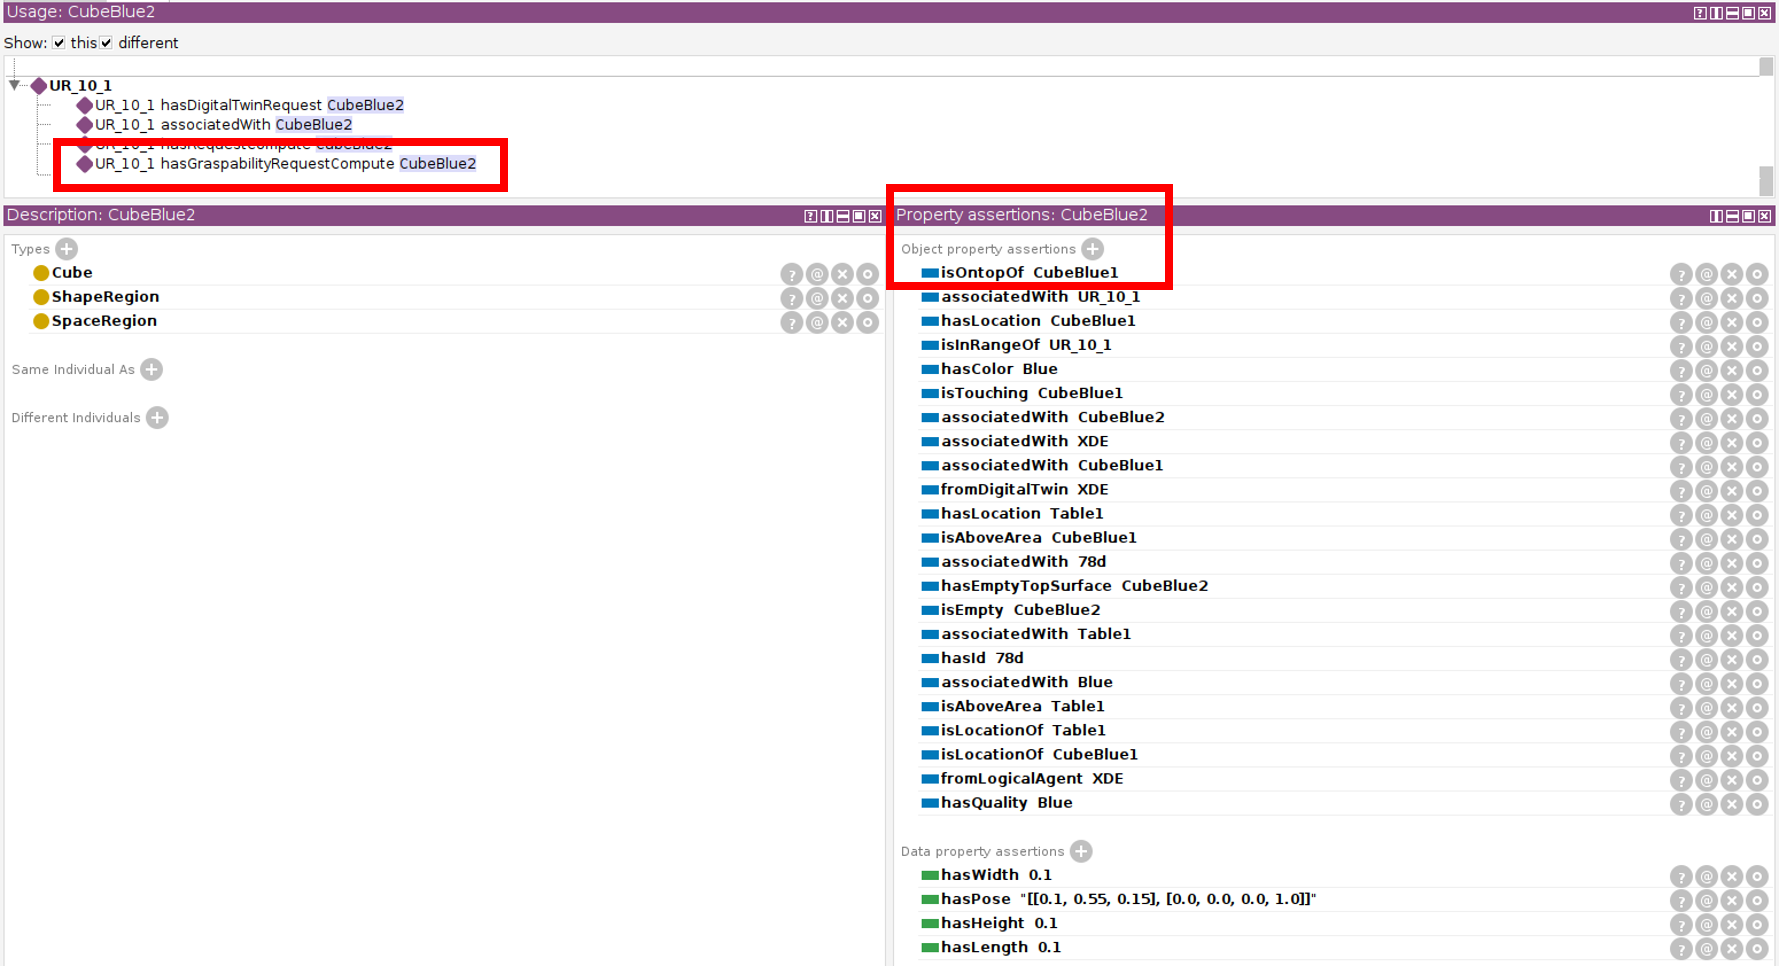 Usage: CubeBlue2
Show: this different
UR_10_1
UR_10_1 hasDigitalTwinRequest CubeBlue2
UR_10_1 associatedWith CubeBlue2
UR_10_1 hasRequestCompute CubeBlue2
UR_10_1 hasGraspabilityRequestCompute CubeBlue2
Description: CubeBlue2
Types
Cube
ShapeRegion
SpaceRegion
Same Individual As
Different Individuals
Property assertions: CubeBlue2
Object property assertions
isOntopOf CubeBlue1
associatedWith UR_10_1
hasLocation CubeBlue1
isInRangeOf UR_10_1
hasColor Blue
isTouching CubeBlue1
associatedWith CubeBlue2
associatedWith XDE
associatedWith CubeBlue1
fromDigitalTwin XDE
hasLocation Table1
isAboveArea CubeBlue1
associatedWith 78d
hasEmptyTopSurface CubeBlue2
isEmpty CubeBlue2
associatedWith Table1
hasId 78d
associatedWith Blue
isAboveArea Table1
isLocationOf Table1
isLocationOf CubeBlue1
fromLogicalAgent XDE
hasQuality Blue
Data property assertions
hasWidth 0.1
hasPose "[[0.1, 0.55, 0.15], [0.0, 0.0, 0.0, 1.0]]"
hasHeight 0.1
hasLength 0.1